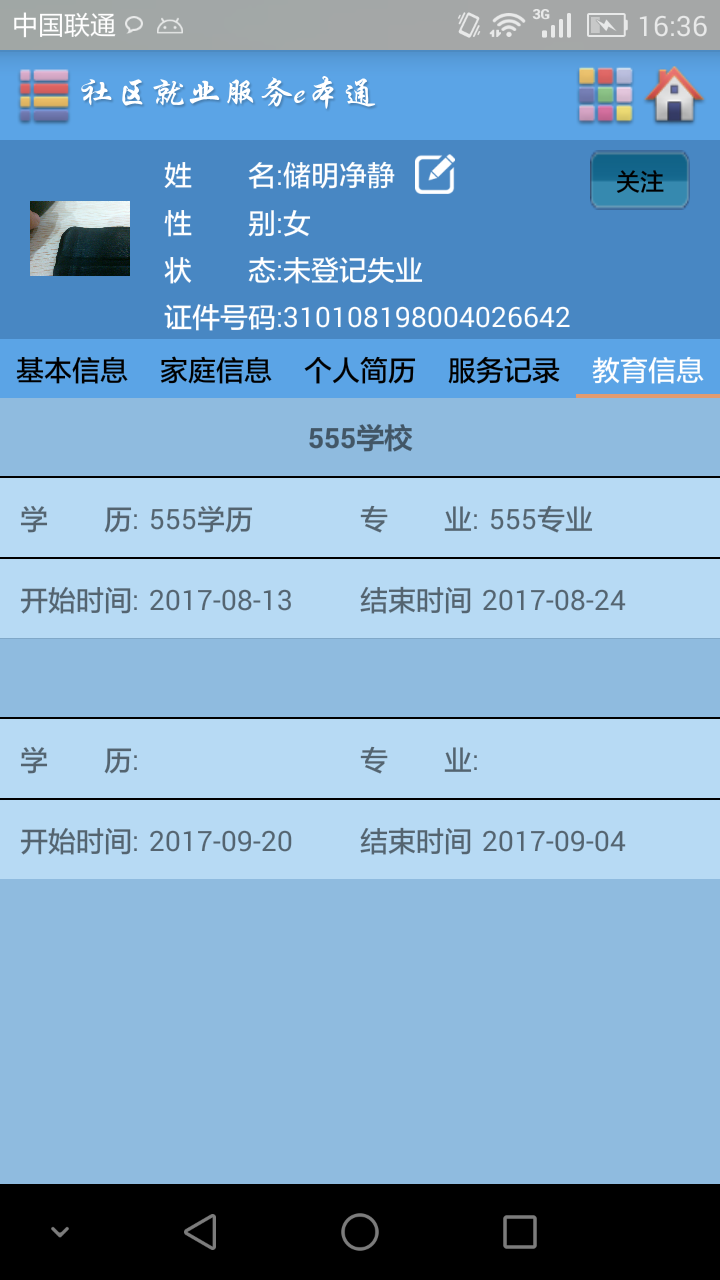 中国联通 3G 16:36
社区就业服务e本通
姓 名:储明净静 关注
性 别:女
状 态:未登记失业
证件号码:310108198004026642
基本信息 家庭信息 个人简历 服务记录 教育信息
555学校
学 历: 555学历 专 业: 555专业
开始时间: 2017-08-13 结束时间 2017-08-24
学 历: 专 业:
开始时间: 2017-09-20 结束时间 2017-09-04